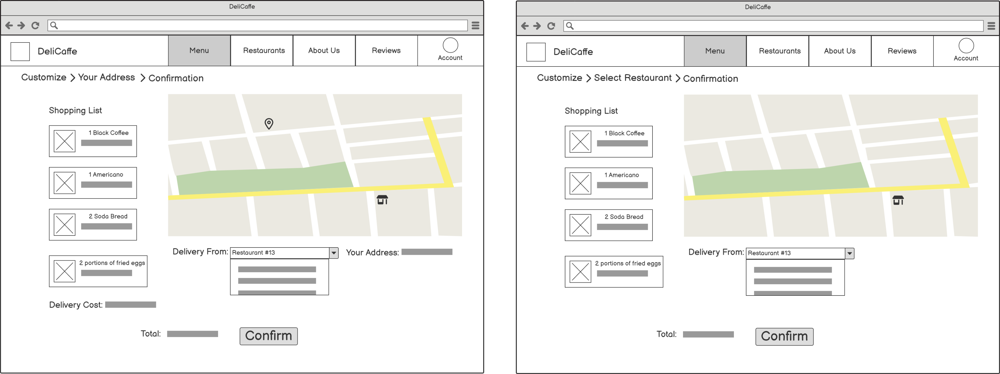 DeliCaffe
DeliCaffe
Menu
Restaurants
About Us
Reviews
Account
Customize
Your Address
Confirmation
Shopping List
1 Black Coffee
1 Americano
2 Soda Bread
2 portions of fried eggs
Delivery From:
Restaurant #13
Your Address:
Delivery Cost:
Total:
Confirm
DeliCaffe
DeliCaffe
Menu
Restaurants
About Us
Reviews
Account
Customize
Select Restaurant
Confirmation
Shopping List
1 Black Coffee
1 Americano
2 Soda Bread
2 portions of fried eggs
Delivery From:
Restaurant #13
Total:
Confirm